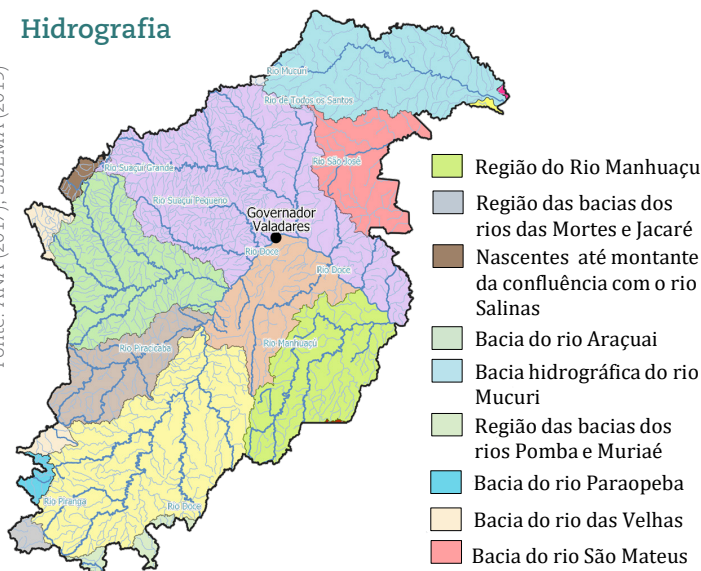 Hidrografia
Fonte: ANA (2017), SISEMA (2019)
Rio Mucuri
Rio de Todos os Santos
Rio São José
Rio Suaçuí Grande
Rio Suaçuí Pequeno
Governador
Valadares
Rio Doce
Rio Doce
Rio Piracicaba
Rio Manhuaçu
Rio Piranga
Rio Doce
Região do Rio Manhuaçu
Região das bacias dos
rios das Mortes e Jacaré
Nascentes até montante
da confluência com o rio
Salinas
Bacia do rio Araçuai
Bacia hidrográfica do rio
Mucuri
Região das bacias dos
rios Pomba e Muriaé
Bacia do rio Paraopeba
Bacia do rio das Velhas
Bacia do rio São Mateus